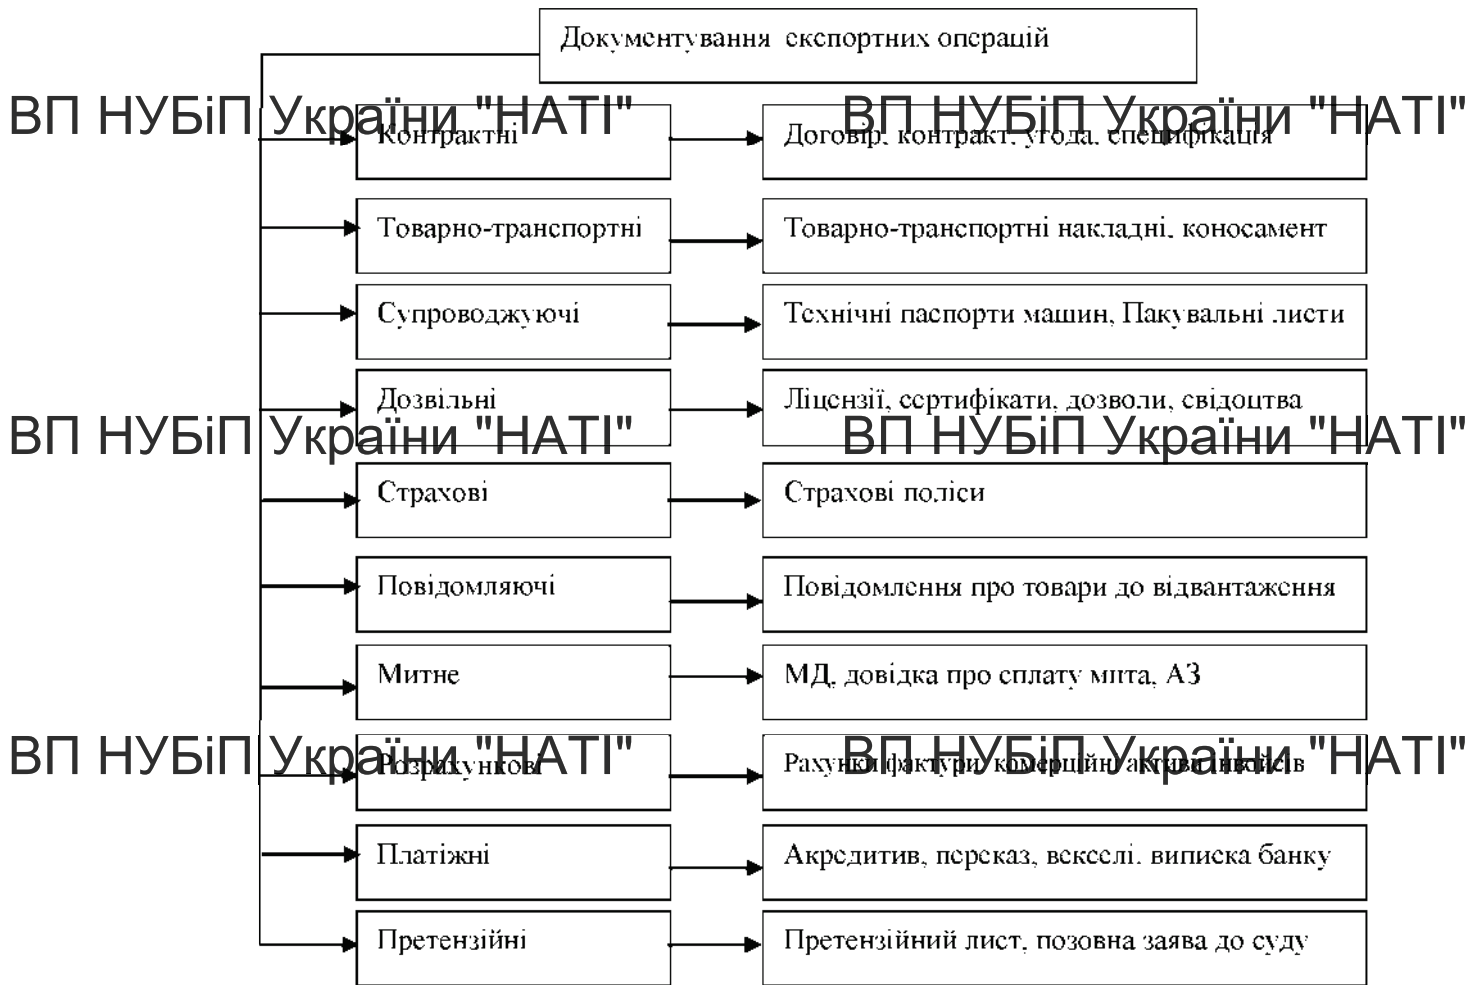 Документування експортних операцій
ВП НУБіП України "НАТІ" ВП НУБіП України "НАТІ"
Контрактні Договір, контракт, угода, специфікація
Товарно-транспортні Товарно-транспортні накладні, коносамент
Супроводжуючі Технічні паспорти машин, Пакувальні листи
Дозвільні Ліцензії, сертифікати, дозволи, свідоцтва
ВП НУБіП України "НАТІ" ВП НУБіП України "НАТІ"
Страхові Страхові поліси
Повідомляючі Повідомлення про товари до відвантаження
Митне МД, довідка про сплату мита, АЗ
ВП НУБіП України "НАТІ" ВП НУБіП України "НАТІ"
Розрахункові Рахунки фактури, комерційні активи інвойсів
Платіжні Акредитив, переказ, векселі, виписка банку
Претензійні Претензійний лист, позовна заява до суду